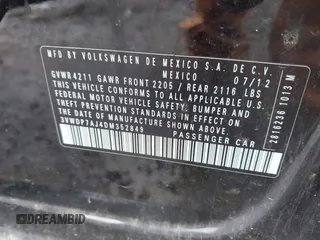 MFD BY VOLKSWAGEN DE MEXICO S.A. DE C.V.
MEXICO 07/12
GVWR4211 GAWR FRONT 2205 / REAR 2116 LBS
THIS VEHICLE CONFORMS TO ALL APPLICABLE
FEDERAL MOTOR VEHICLE SAFETY, BUMPER, AND
THEFT PREVENTION STANDARDS IN EFFECT
ON THE DATE OF MANUFACTURE SHOWN ABOVE
3VWDP7AJ4DM352849 PASSENGER CAR
2816236 1013 M
DREAMBID